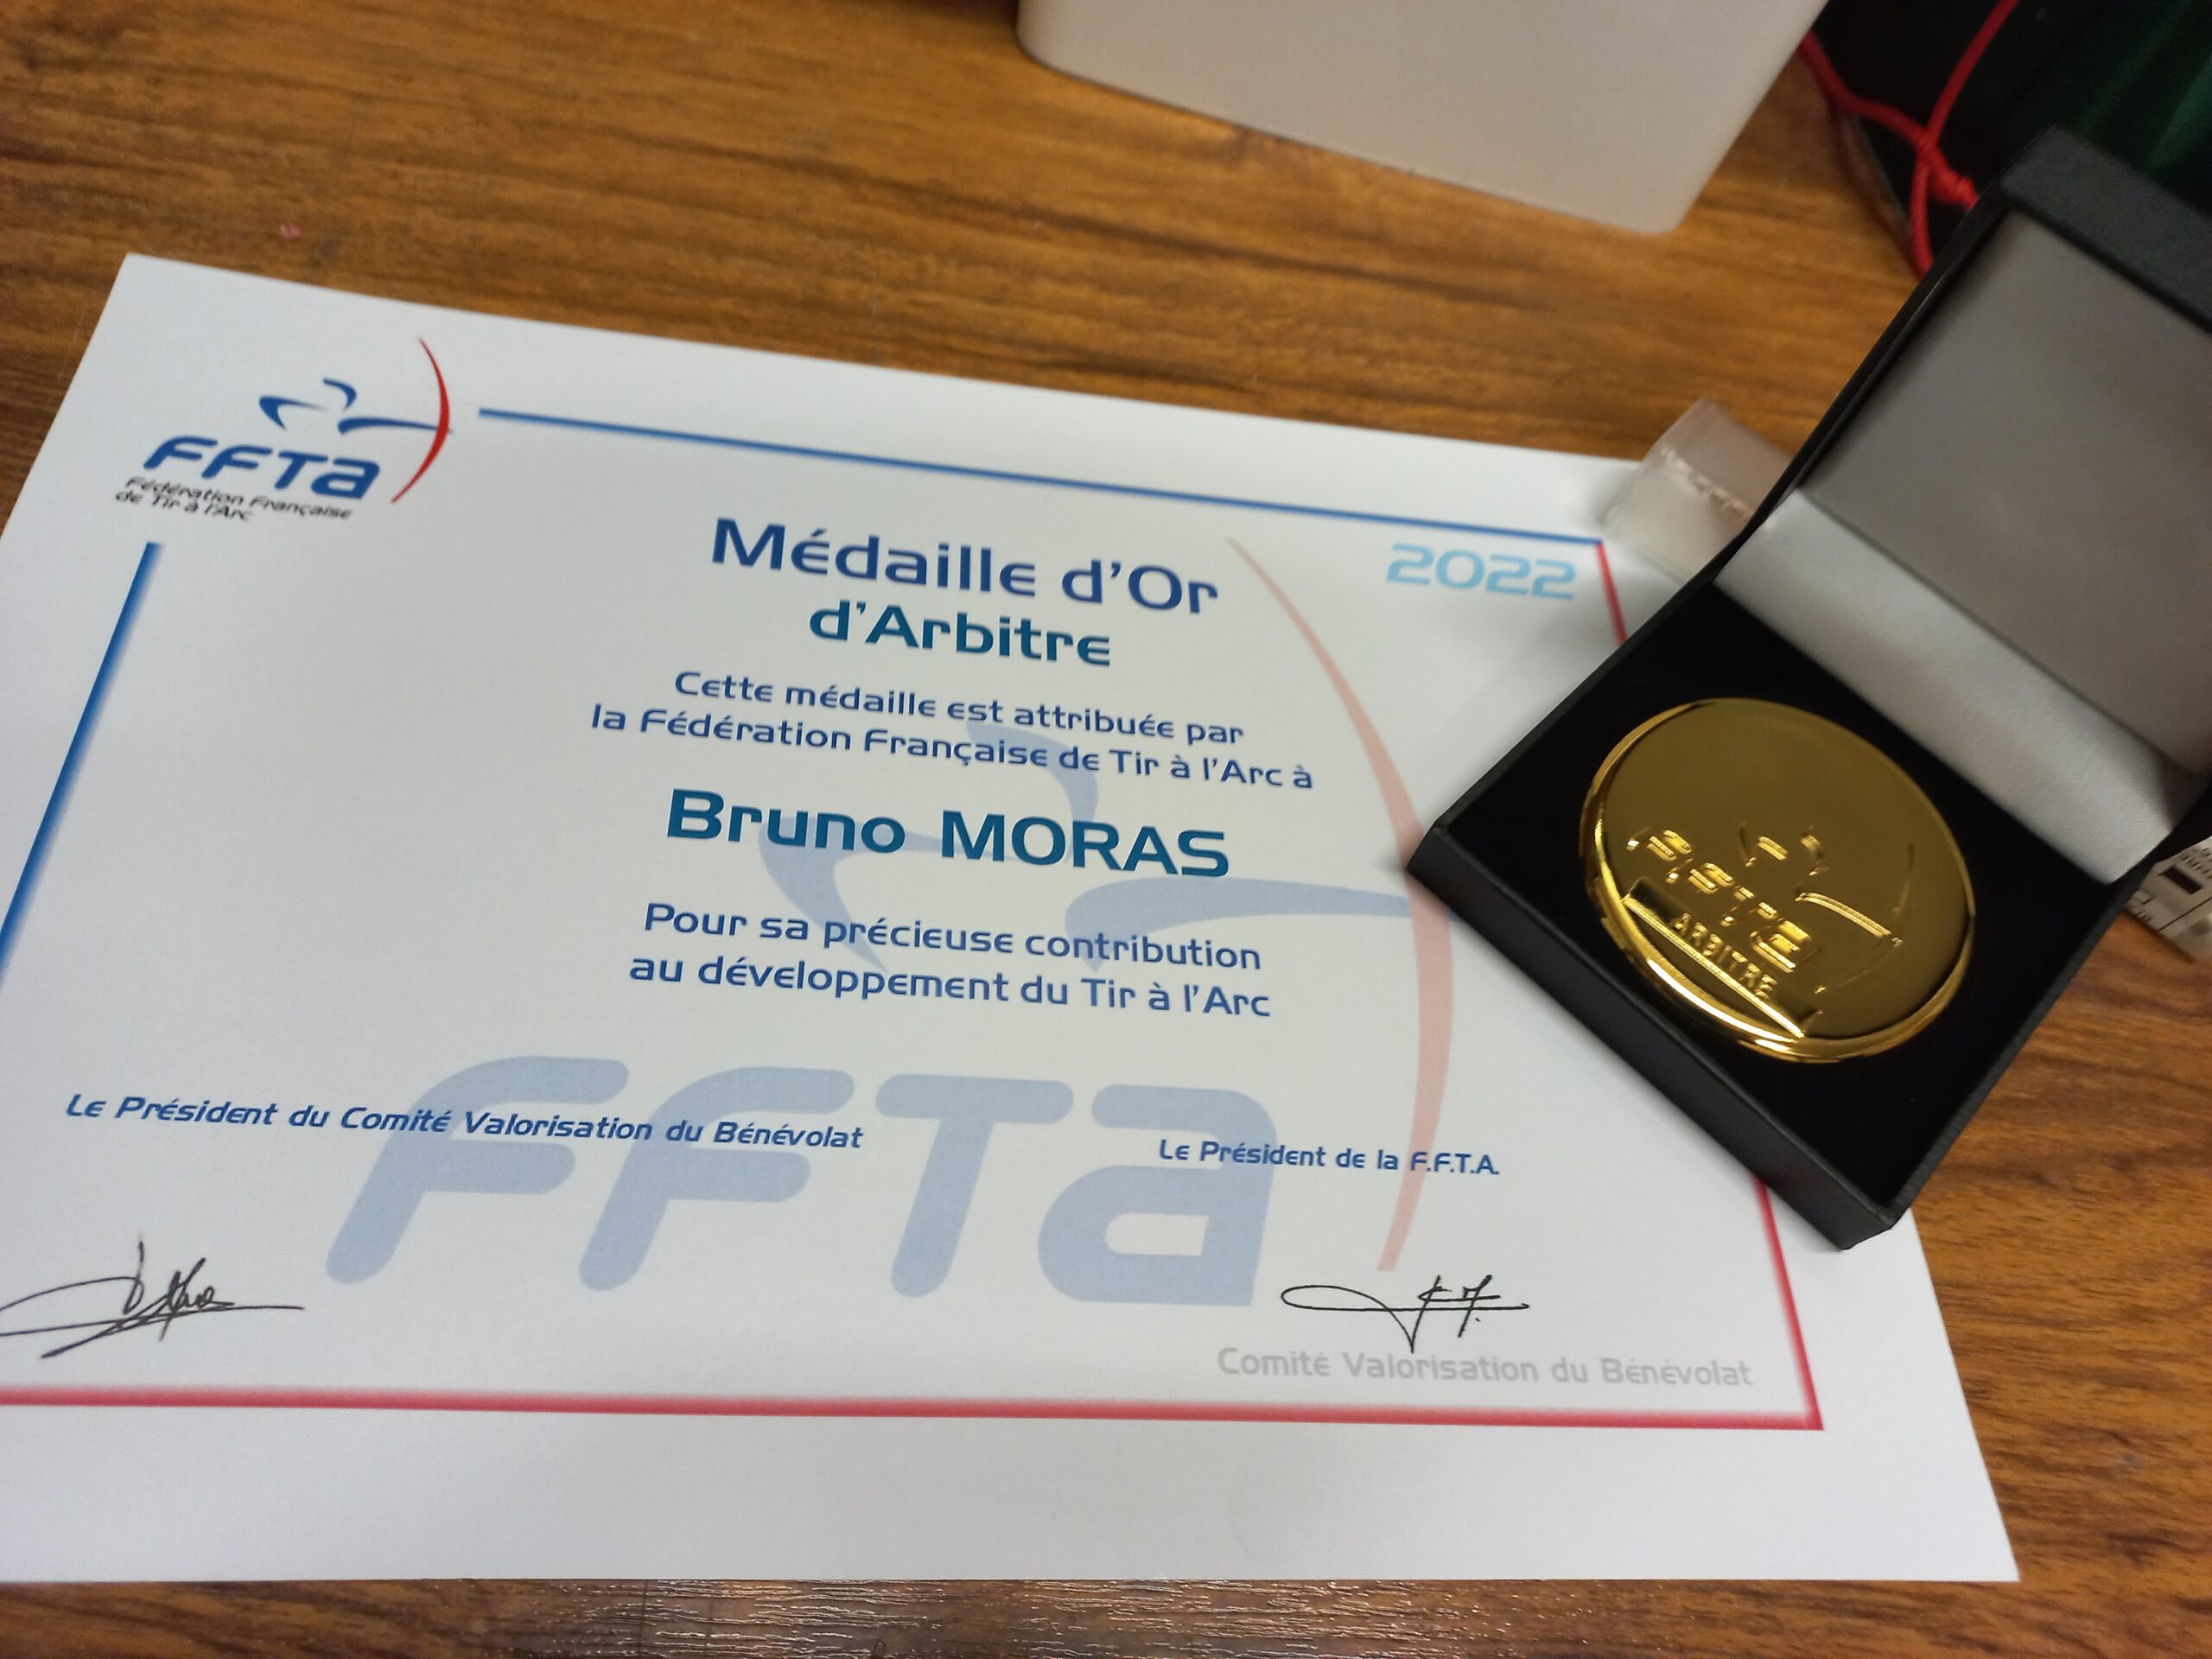 FFTa
Fédération Française
de Tir à l'Arc
2022
Médaille d'Or
d'Arbitre
Cette médaille est attribuée par
la Fédération Française de Tir à l'Arc à
Bruno MORAS
Pour sa précieuse contribution
au développement du Tir à l'Arc
FFTa
Le Président du Comité Valorisation du Bénévolat
Le Président de la F.F.T.A.
Comité Valorisation du Bénévolat
FFTa
ARBITRE